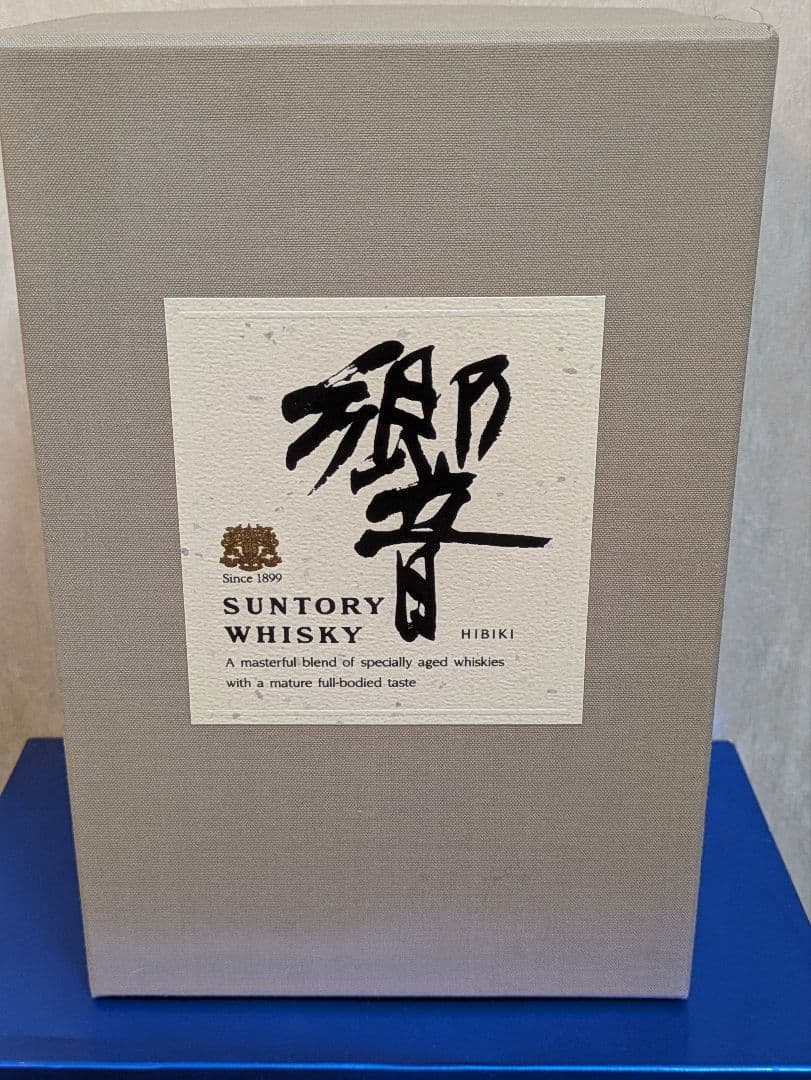 響
Since 1899
SUNTORY
WHISKY
HIBIKI
A masterful blend of specially aged whiskies
with a mature full-bodied taste